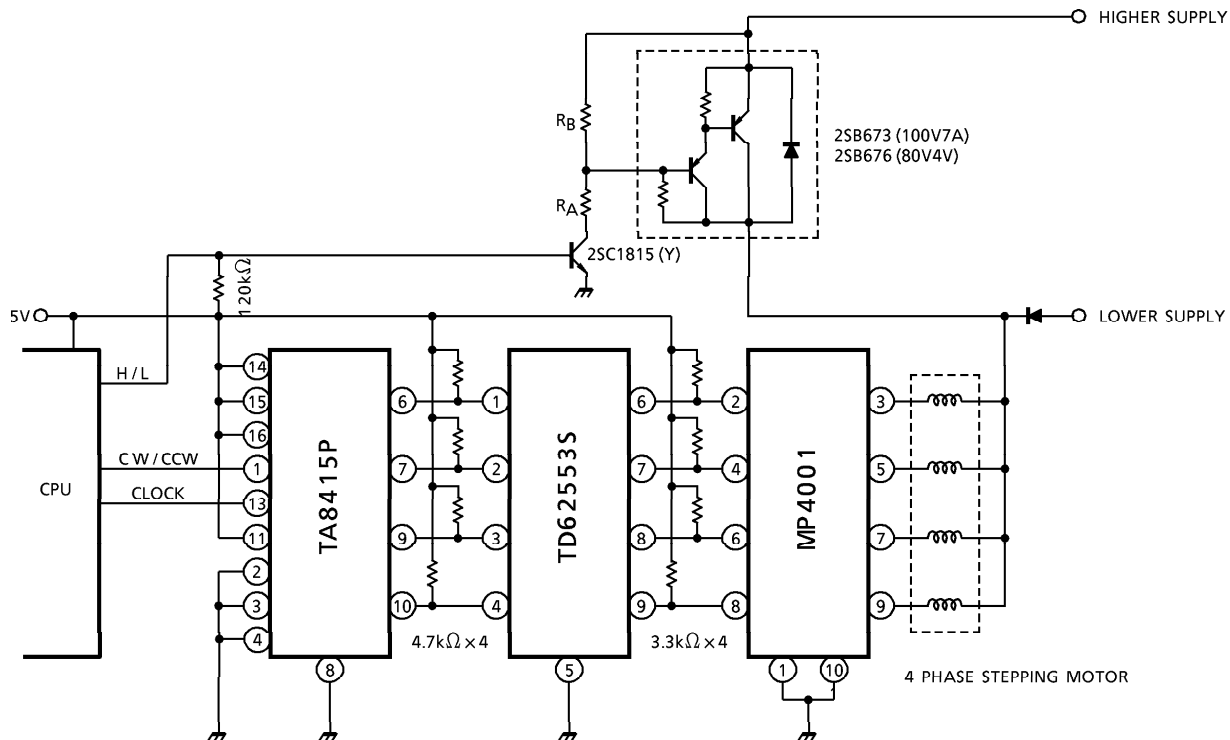 HIGHER SUPPLY
RB
2SB673 (100V7A)
2SB676 (80V4V)
RA
2SC1815 (Y)
120kΩ
5V
LOWER SUPPLY
H / L
CW/CCW
CLOCK
CPU
14
15
16
1
13
11
2
3
4
TA8415P
6
7
9
10
8
4.7kΩ×4
1
2
3
4
TD62553S
6
7
8
9
5
3.3kΩ×4
2
4
6
8
MP4001
3
5
7
9
1
10
4 PHASE STEPPING MOTOR